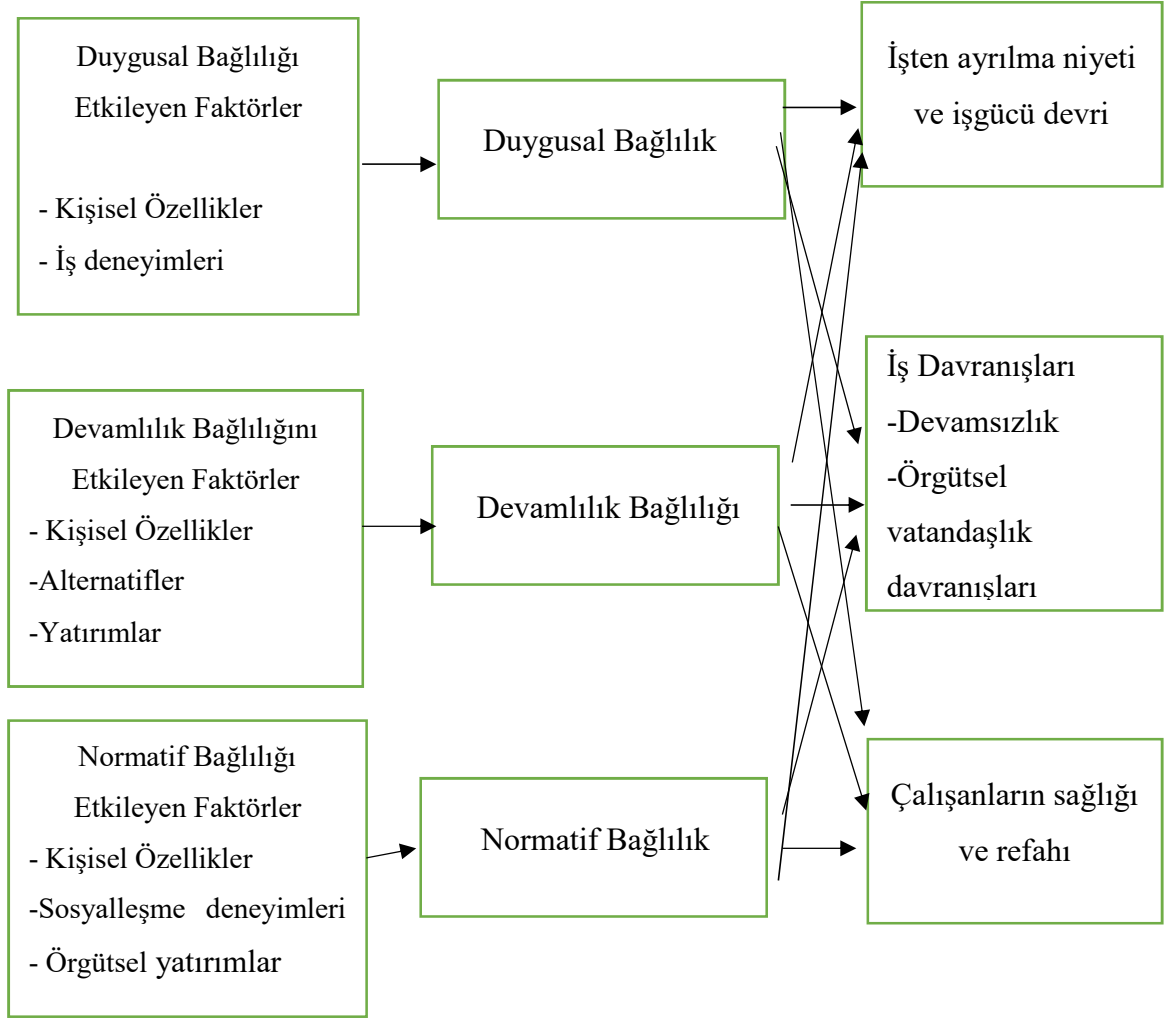 Duygusal Bağlılığı
Etkileyen Faktörler
- Kişisel Özellikler
- İş deneyimleri
Duygusal Bağlılık
İşten ayrılma niyeti
ve işgücü devri
Devamlılık Bağlılığını
Etkileyen Faktörler
- Kişisel Özellikler
-Alternatifler
-Yatırımlar
Devamlılık Bağlılığı
İş Davranışları
-Devamsızlık
-Örgütsel
vatandaşlık
davranışları
Normatif Bağlılığı
Etkileyen Faktörler
- Kişisel Özellikler
-Sosyalleşme deneyimleri
- Örgütsel yatırımlar
Normatif Bağlılık
Çalışanların sağlığı
ve refahı